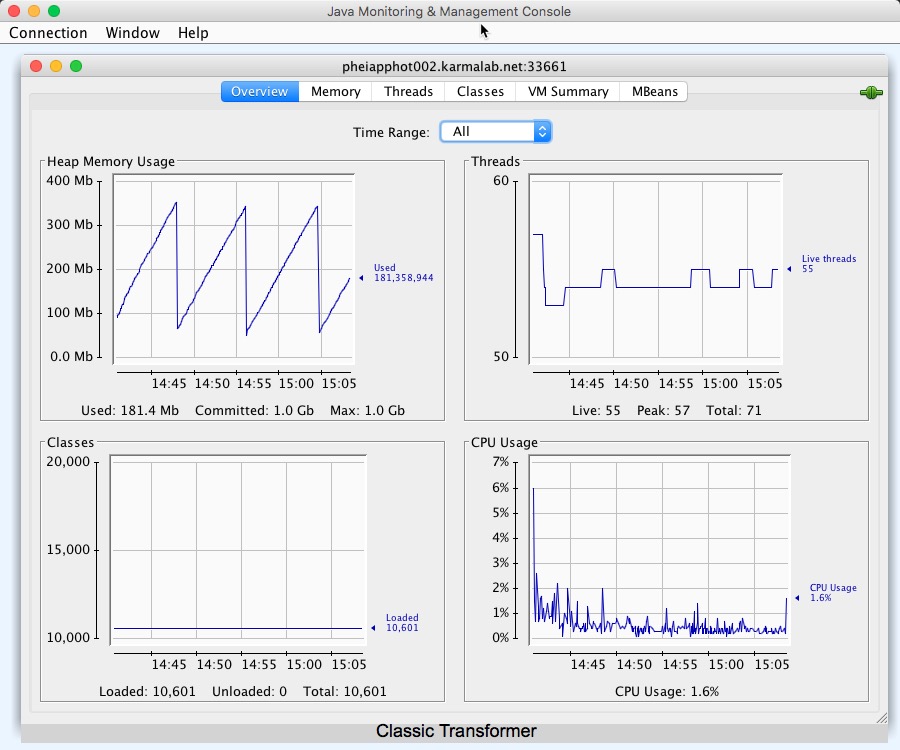 Java Monitoring & Management Console
Connection Window Help
pheiapphot002.karmalab.net:33661
Overview Memory Threads Classes VM Summary MBeans
Time Range: All
Heap Memory Usage
400 Mb
300 Mb
200 Mb
100 Mb
0.0 Mb
Used
181,358,944
14:45 14:50 14:55 15:00 15:05
Used: 181.4 Mb Committed: 1.0 Gb Max: 1.0 Gb
Threads
60
50
Live threads
55
14:45 14:50 14:55 15:00 15:05
Live: 55 Peak: 57 Total: 71
Classes
20,000
15,000
10,000
Loaded
10,601
14:45 14:50 14:55 15:00 15:05
Loaded: 10,601 Unloaded: 0 Total: 10,601
CPU Usage
7%
6%
5%
4%
3%
2%
1%
0%
CPU Usage
1.6%
14:45 14:50 14:55 15:00 15:05
CPU Usage: 1.6%
Classic Transformer